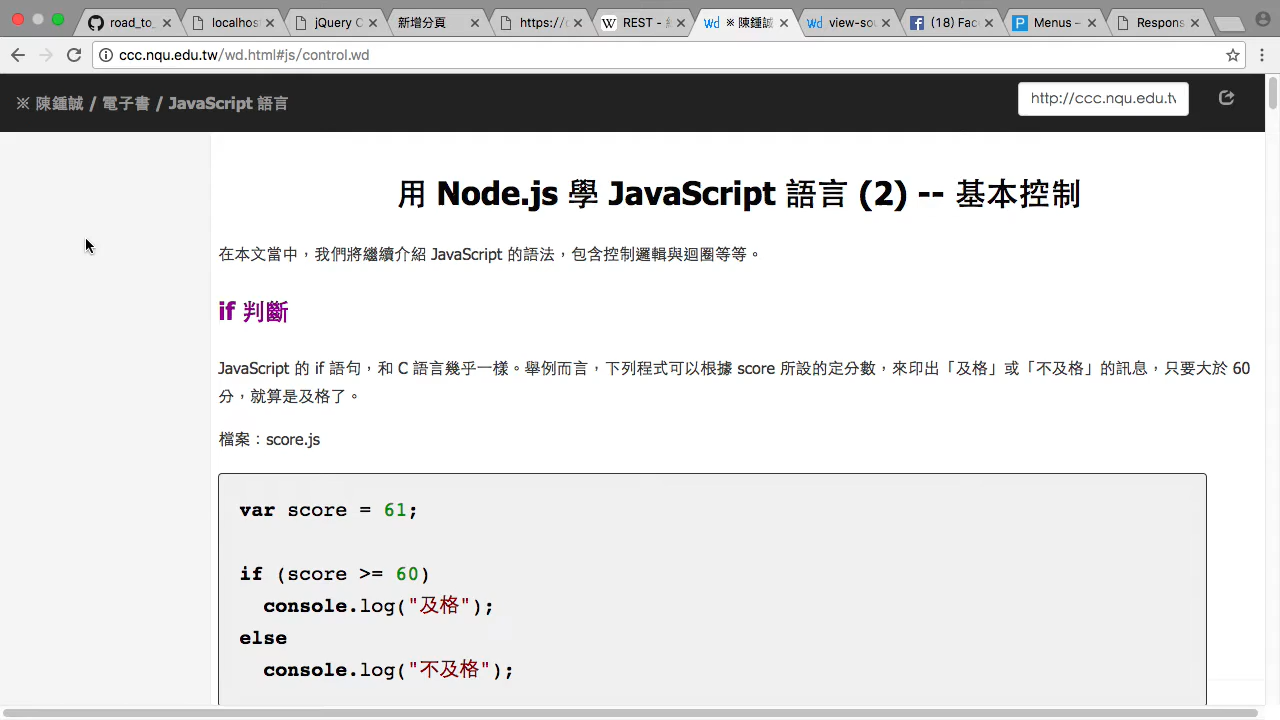 road_to_
localhos
jQuery C
新增分頁
https://c
REST - 維
※ 陳鍾誠
view-sou
(18) Fac
Menus –
Respons
ccc.nqu.edu.tw/wd.html#js/control.wd
※ 陳鍾誠 / 電子書 / JavaScript 語言
http://ccc.nqu.edu.tv
用 Node.js 學 JavaScript 語言 (2) -- 基本控制
在本文當中，我們將繼續介紹 JavaScript 的語法，包含控制邏輯與迴圈等等。
if 判斷
JavaScript 的 if 語句，和 C 語言幾乎一樣。舉例而言，下列程式可以根據 score 所設的定分數，來印出「及格」或「不及格」的訊息，只要大於 60
分，就算是及格了。
檔案：score.js
var score = 61;
if (score >= 60)
console.log("及格");
else
console.log("不及格");